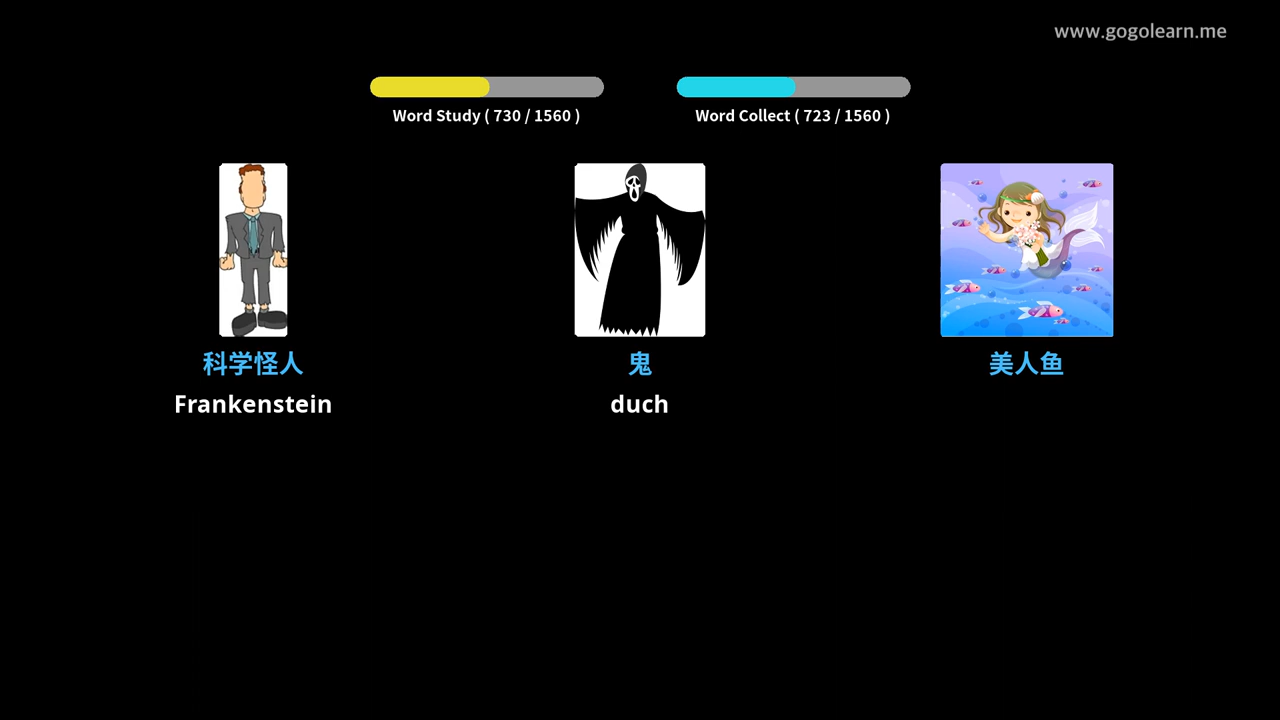 www.gogolearn.me
Word Study ( 730 / 1560 )
Word Collect ( 723 / 1560 )
科学怪人
鬼
美人鱼
Frankenstein
duch